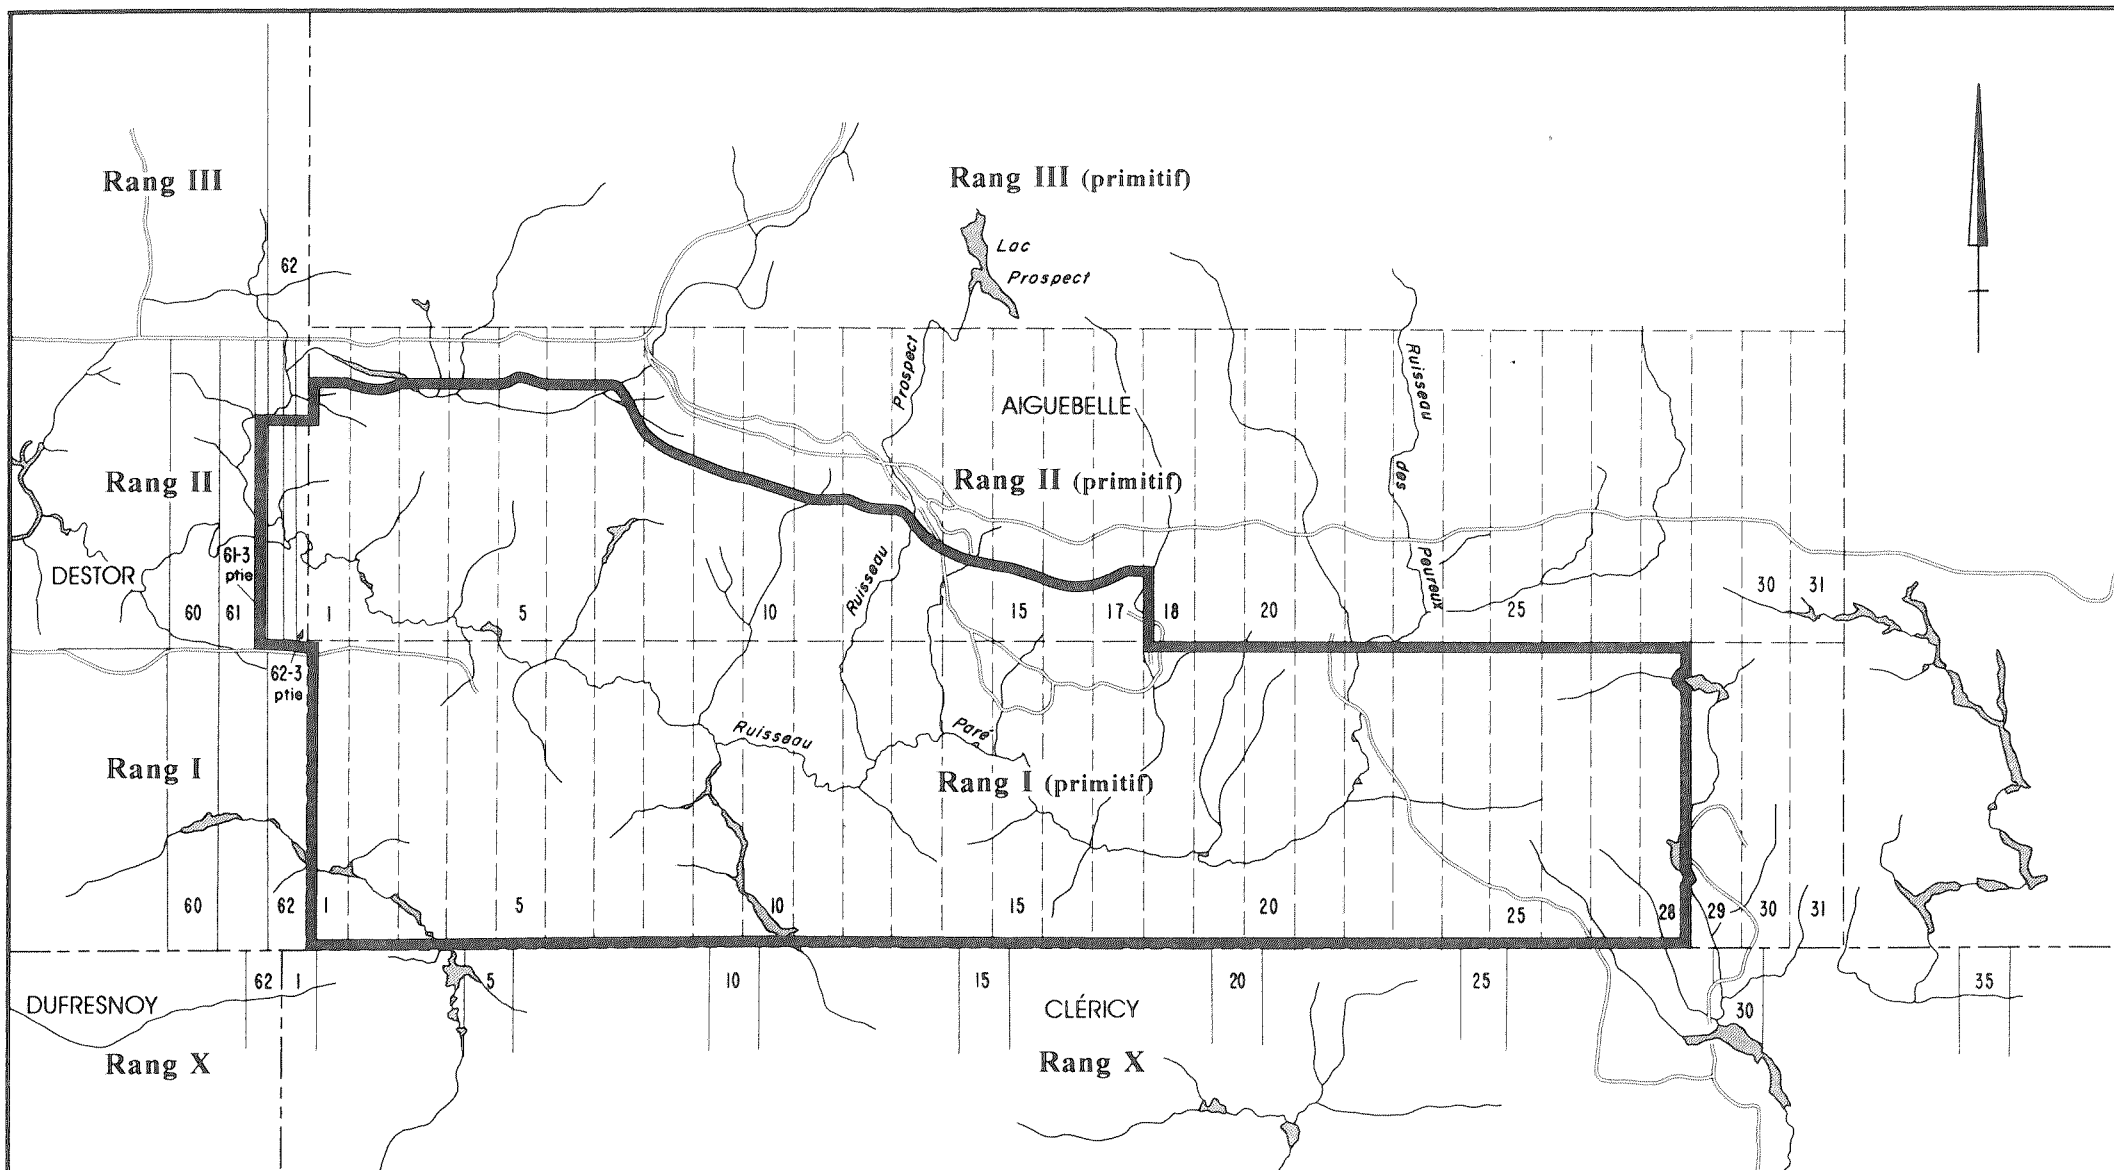 Rang III
Rang III (primitif)
Lac
Prospect
62
Prospect
Ruisseau
des
Peureux
AIGUEBELLE
Rang II
Rang II (primitif)
DESTOR
61-3
ptie
Ruisseau
60
61
1
5
10
15
17
18
20
25
30
31
62-3
ptie
Ruisseau
Paré
Rang I
Rang I (primitif)
60
62
1
5
10
15
20
25
28
29
30
31
62
1
5
10
15
20
25
30
35
DUFRESNOY
CLÉRICY
Rang X
Rang X